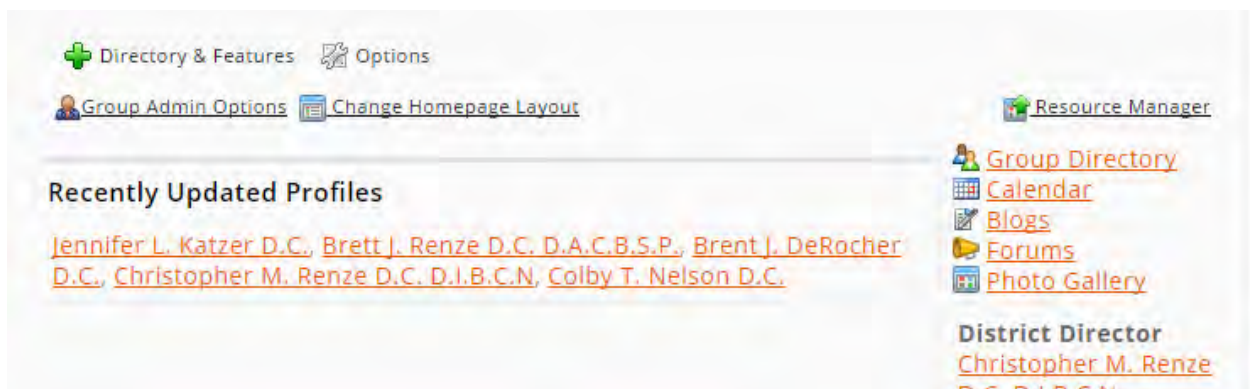 Directory & Features Options
Group Admin Options Change Homepage Layout
Resource Manager
Recently Updated Profiles
Jennifer L. Katzer D.C., Brett J. Renze D.C. D.A.C.B.S.P., Brent J. DeRocher
D.C., Christopher M. Renze D.C. D.I.B.C.N, Colby T. Nelson D.C.
Group Directory
Calendar
Blogs
Forums
Photo Gallery
District Director
Christopher M. Renze